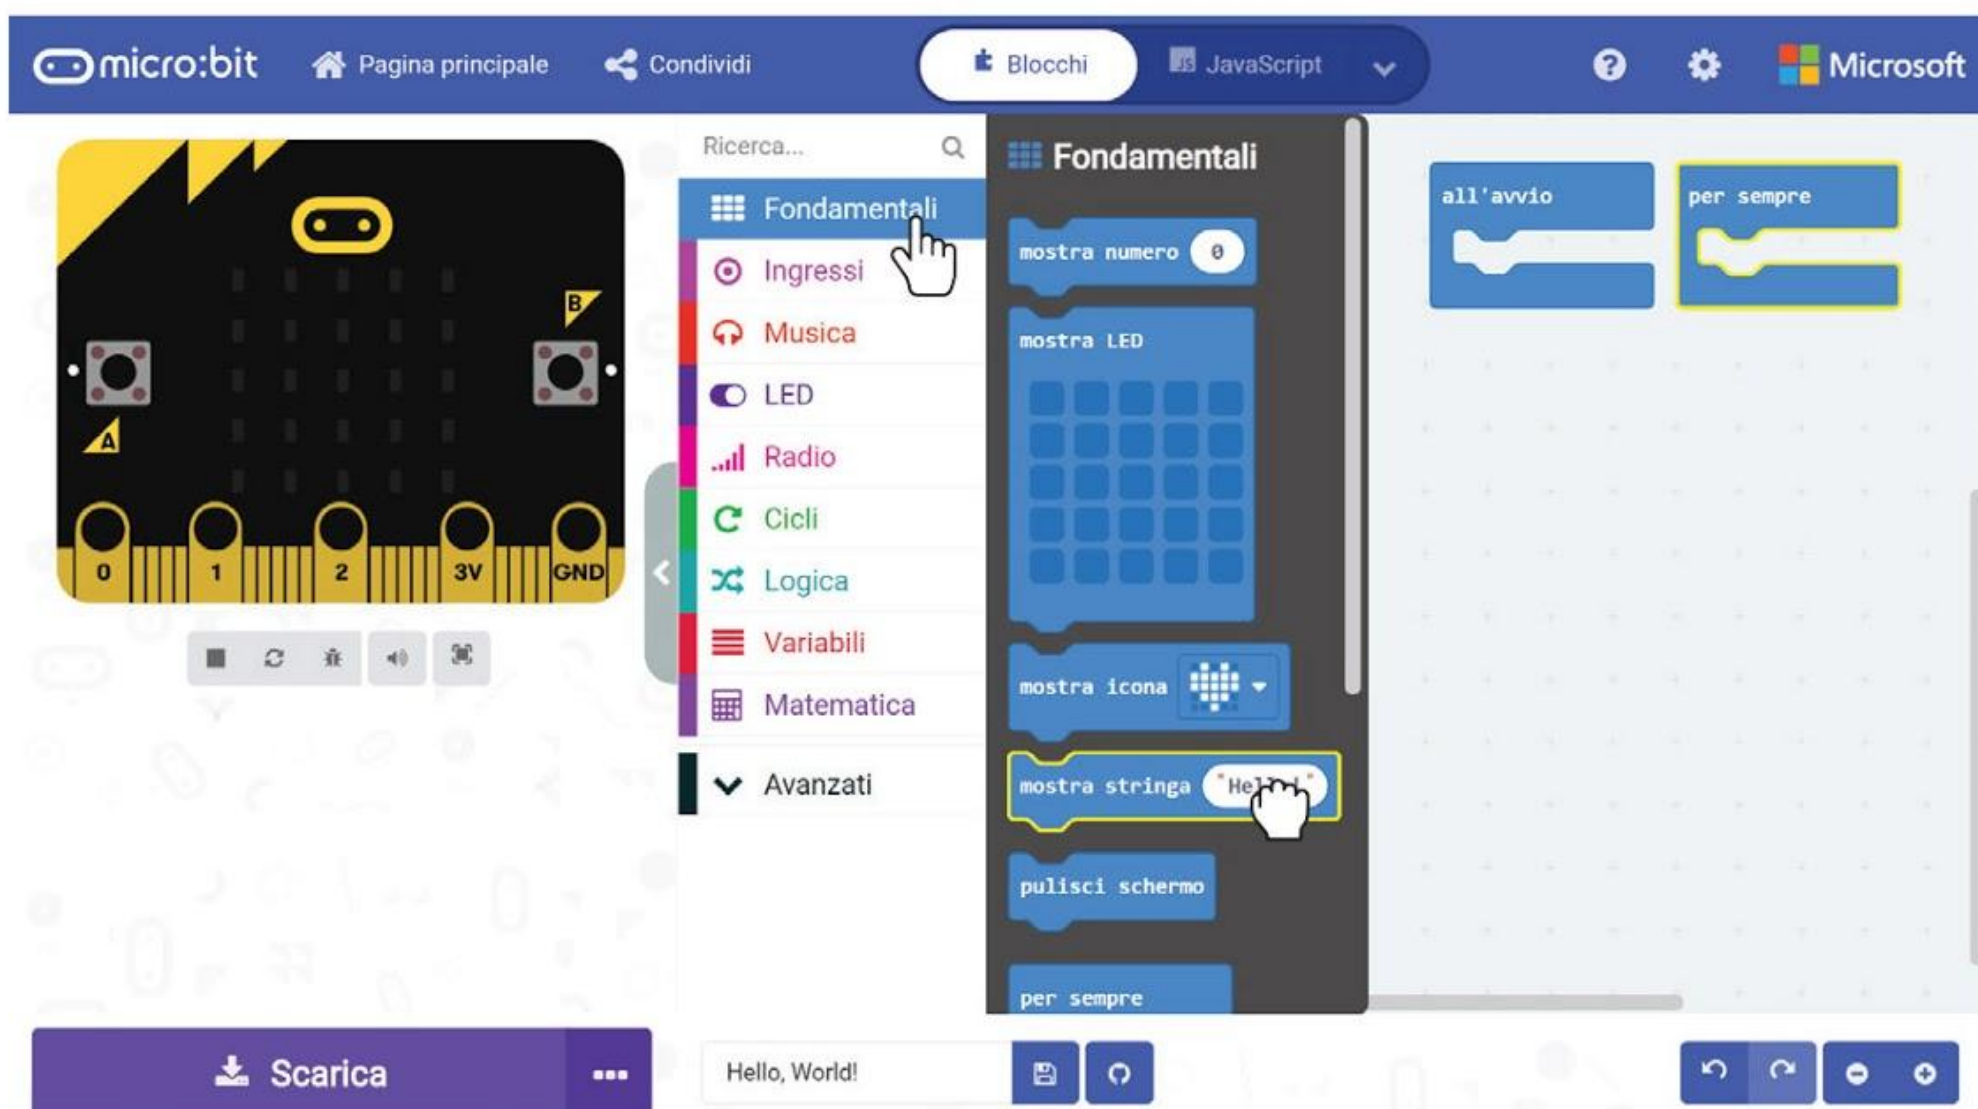 micro:bit
Pagina principale
Condividi
Blocchi
JS
JavaScript
?
Microsoft
B
A
0
1
2
3V
GND
Ricerca...
Fondamentali
Ingressi
Musica
LED
Radio
Cicli
Logica
Variabili
Matematica
Avanzati
Fondamentali
mostra numero 0
mostra LED
mostra icona
mostra stringa
pulisci schermo
per sempre
all'avvio
per sempre
Scarica
Hello, World!